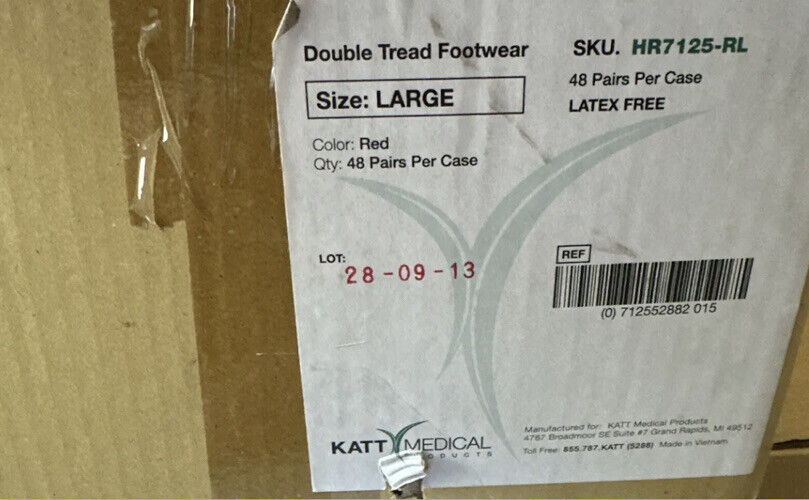 Double Tread Footwear
SKU. HR7125-RL
Size: LARGE
48 Pairs Per Case
LATEX FREE
Color: Red
Qty: 48 Pairs Per Case
LOT:
28-09-13
REF
(0) 712552882 015
KATT MEDICAL
ODUCTS
Manufactured for: KATT Medical Products
4767 Broadmoor SE Suite #7 Grand Rapids, MI 49512
Toll Free: 855.787.KATT (5288) Made in Vietnam